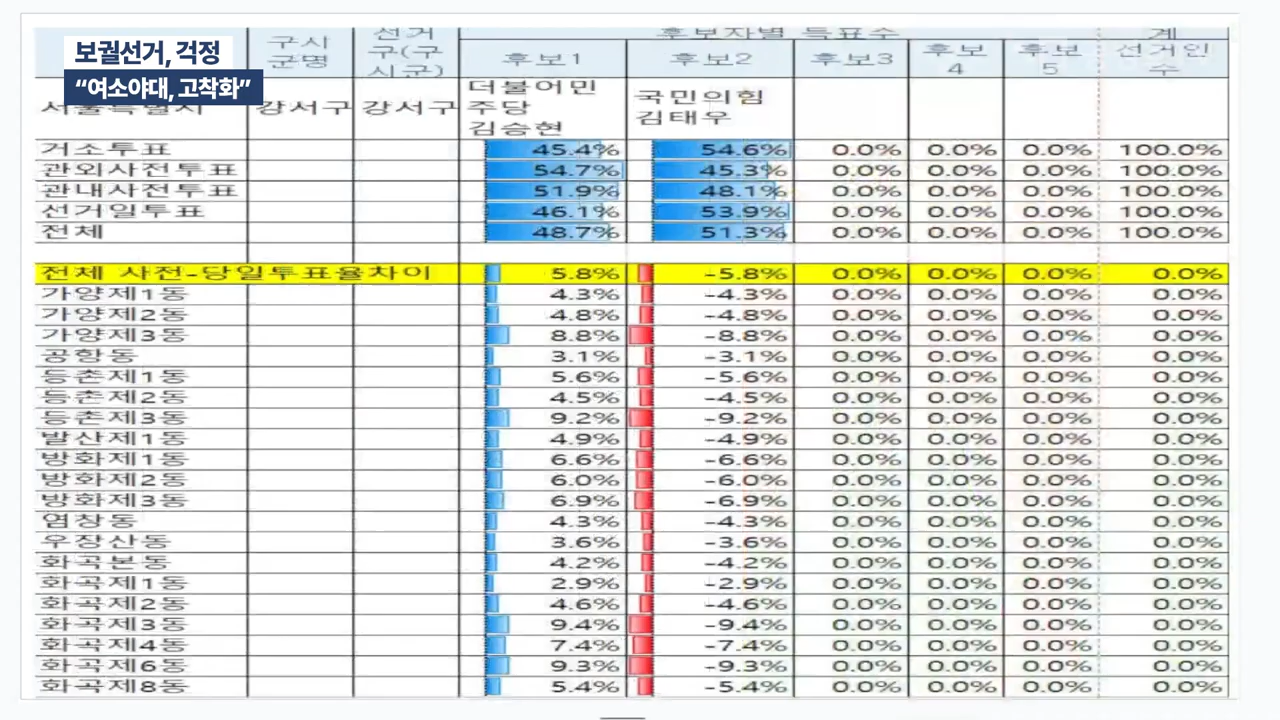 보궐선거, 걱정
“여소야대, 고착화”
구시군명
선거구(구시군)
후보자별 득표수
계
후보1
후보2
후보3
후보4
후보5
선거인수
서울특별시 강서구 강서구 더불어민주당 김승현 국민의힘 김태우
거소투표 45.4% 54.6% 0.0% 0.0% 0.0% 100.0%
관외사전투표 54.7% 45.3% 0.0% 0.0% 0.0% 100.0%
관내사전투표 51.9% 48.1% 0.0% 0.0% 0.0% 100.0%
선거일투표 46.1% 53.9% 0.0% 0.0% 0.0% 100.0%
전체 48.7% 51.3% 0.0% 0.0% 0.0% 100.0%
전체 사전-당일투표율차이 5.8% -5.8% 0.0% 0.0% 0.0% 0.0%
가양제1동 4.3% -4.3% 0.0% 0.0% 0.0% 0.0%
가양제2동 4.8% -4.8% 0.0% 0.0% 0.0% 0.0%
가양제3동 8.8% -8.8% 0.0% 0.0% 0.0% 0.0%
공항동 3.1% -3.1% 0.0% 0.0% 0.0% 0.0%
등촌제1동 5.6% -5.6% 0.0% 0.0% 0.0% 0.0%
등촌제2동 4.5% -4.5% 0.0% 0.0% 0.0% 0.0%
등촌제3동 9.2% -9.2% 0.0% 0.0% 0.0% 0.0%
발산제1동 4.9% -4.9% 0.0% 0.0% 0.0% 0.0%
방화제1동 6.6% -6.6% 0.0% 0.0% 0.0% 0.0%
방화제2동 6.0% -6.0% 0.0% 0.0% 0.0% 0.0%
방화제3동 6.9% -6.9% 0.0% 0.0% 0.0% 0.0%
염창동 4.3% -4.3% 0.0% 0.0% 0.0% 0.0%
우장산동 3.6% -3.6% 0.0% 0.0% 0.0% 0.0%
화곡본동 4.2% -4.2% 0.0% 0.0% 0.0% 0.0%
화곡제1동 2.9% -2.9% 0.0% 0.0% 0.0% 0.0%
화곡제2동 4.6% -4.6% 0.0% 0.0% 0.0% 0.0%
화곡제3동 9.4% -9.4% 0.0% 0.0% 0.0% 0.0%
화곡제4동 7.4% -7.4% 0.0% 0.0% 0.0% 0.0%
화곡제6동 9.3% -9.3% 0.0% 0.0% 0.0% 0.0%
화곡제8동 5.4% -5.4% 0.0% 0.0% 0.0% 0.0%